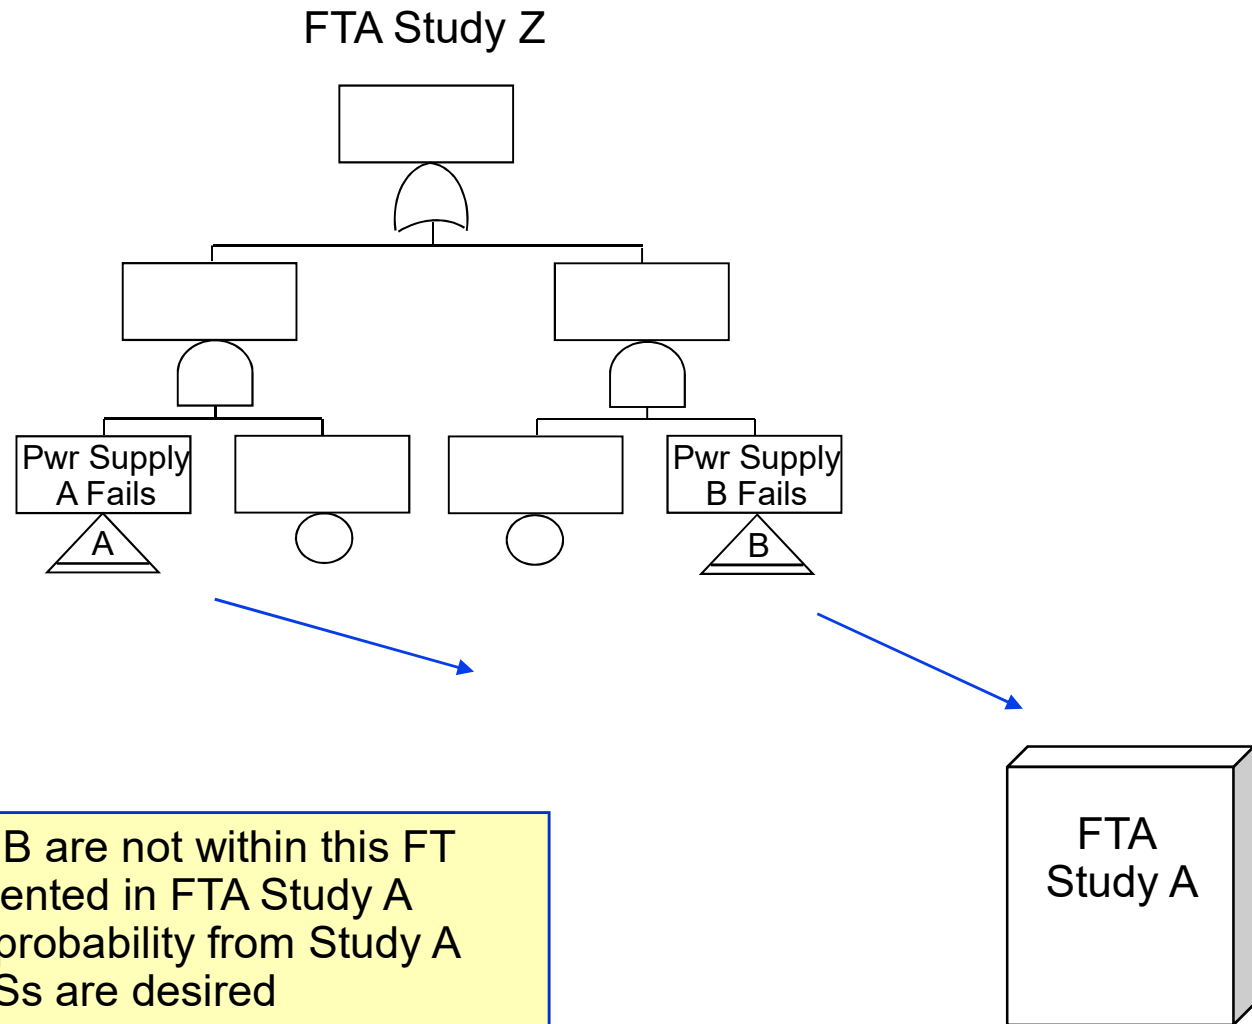 FTA Study Z
Pwr Supply
A Fails
Pwr Supply
B Fails
A
B
B are not within this FT
ented in FTA Study A
probability from Study A
Ss are desired
FTA
Study A